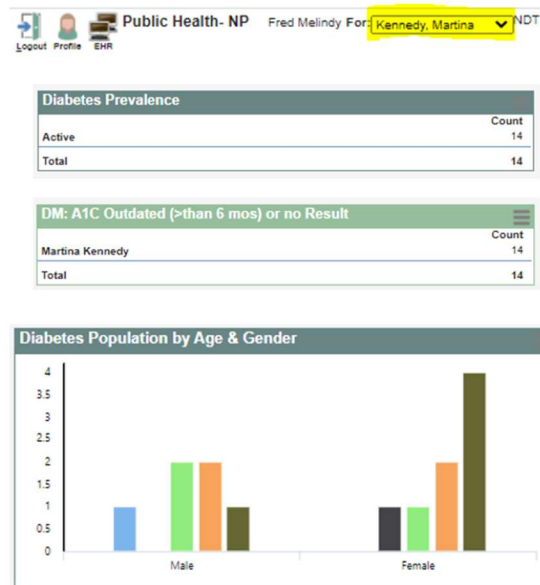 Public Health- NP Fred Melindy For: Kennedy, Martina NDT
Logout Profile EHR
Diabetes Prevalence
Count
Active 14
Total 14
DM: A1C Outdated (>than 6 mos) or no Result
Count
Martina Kennedy 14
Total 14
Diabetes Population by Age & Gender
4
3.5
3
2.5
2
1.5
1
0.5
0
Male Female